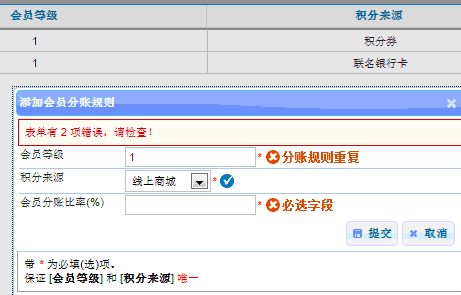 会员等级 积分来源
1 积分券
1 联名银行卡
添加会员分账规则
表单有 2 项错误，请检查！
会员等级 1 * 分账规则重复
积分来源 线上商城 *
会员分账比率(%) * 必选字段
提交 取消
带 * 为必填(选)项。
保证 [会员等级] 和 [积分来源] 唯一